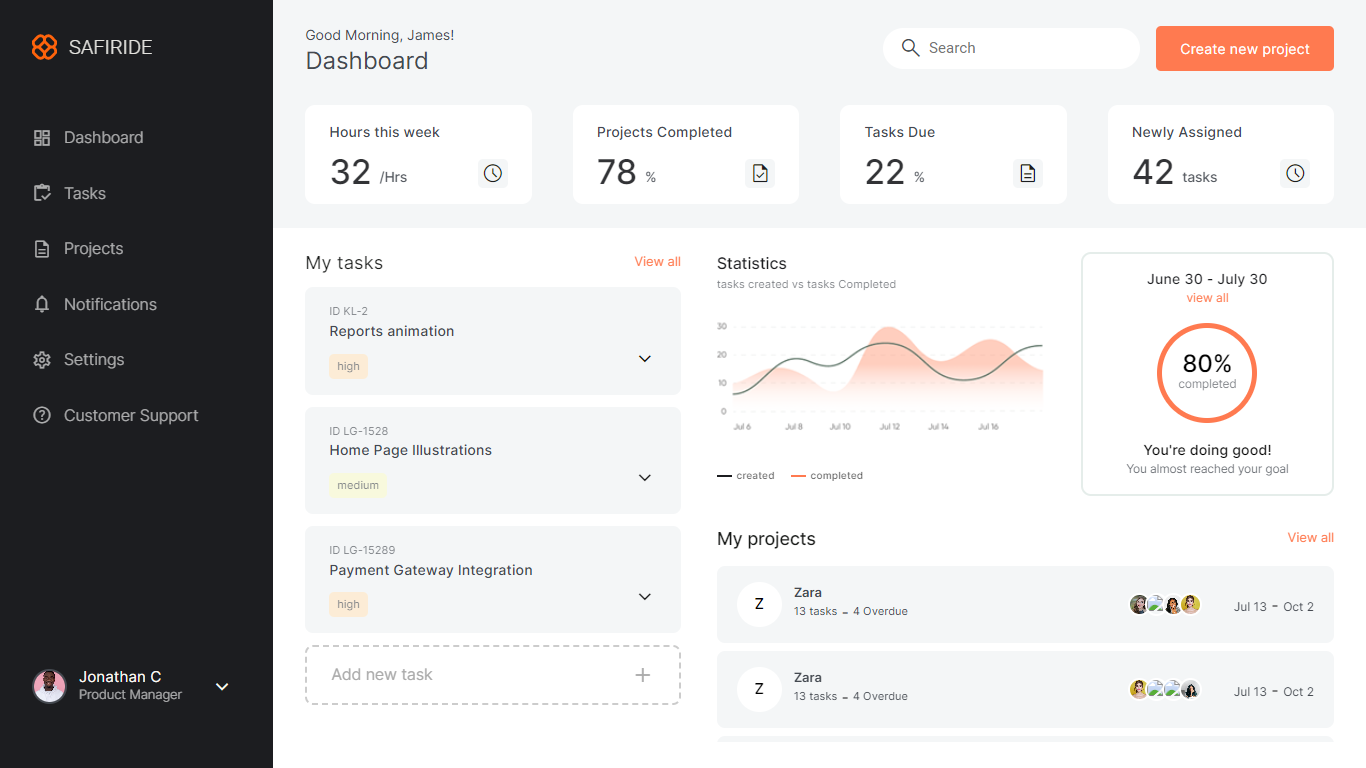 SAFIRIDE
Dashboard
Tasks
Projects
Notifications
Settings
Customer Support
Jonathan C
Product Manager
Good Morning, James!
Dashboard
Search
Create new project
Hours this week
32 /Hrs
Projects Completed
78 %
Tasks Due
22 %
Newly Assigned
42 tasks
My tasks
View all
ID KL-2
Reports animation
high
ID LG-1528
Home Page Illustrations
medium
ID LG-15289
Payment Gateway Integration
high
Add new task
Statistics
tasks created vs tasks Completed
30
20
10
0
Jul 6 Jul 8 Jul 10 Jul 12 Jul 14 Jul 16
created completed
June 30 - July 30
view all
80%
completed
You're doing good!
You almost reached your goal
My projects
View all
Z
Zara
13 tasks - 4 Overdue
Jul 13 - Oct 2
Z
Zara
13 tasks - 4 Overdue
Jul 13 - Oct 2